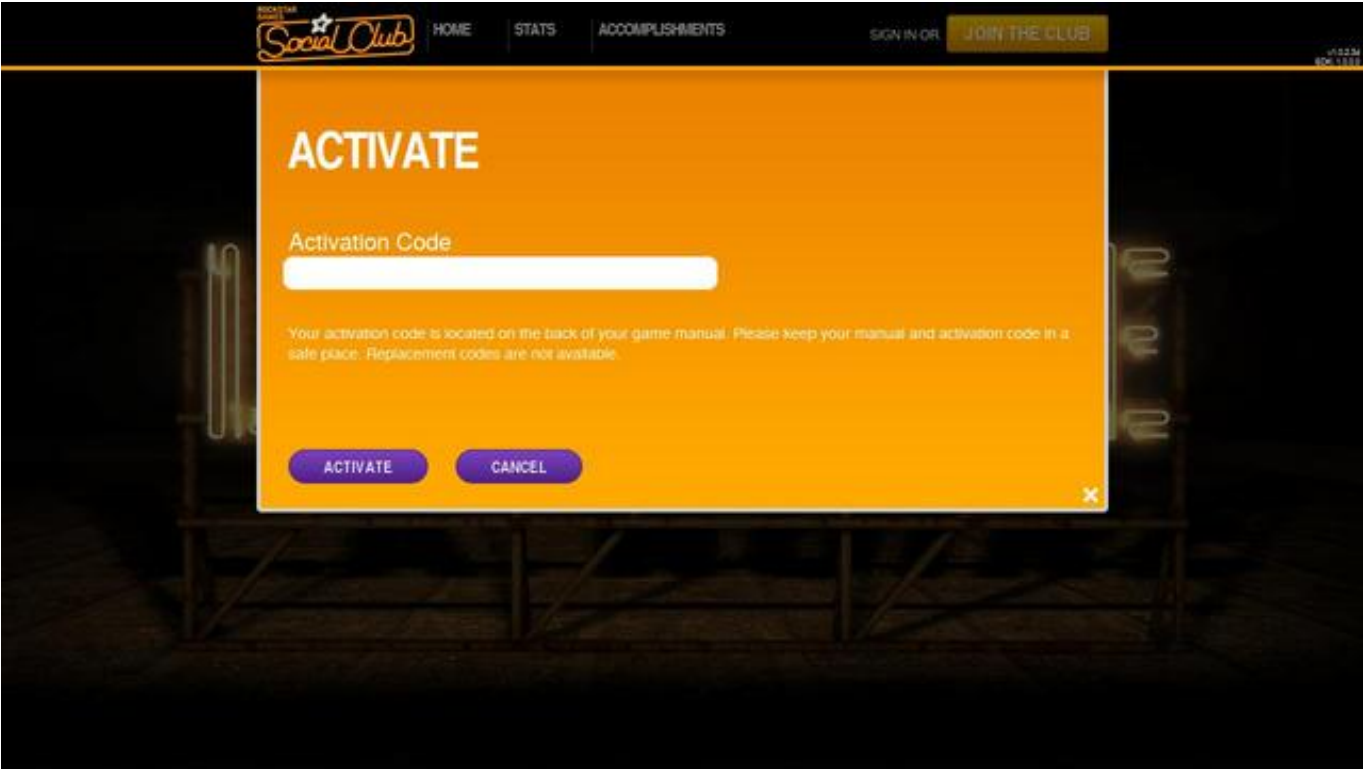 ROCKSTAR
GAMES
Social Club
HOME
STATS
ACCOMPLISHMENTS
SIGN IN OR
JOIN THE CLUB
ACTIVATE
Activation Code
Your activation code is located on the back of your game manual. Please keep your manual and activation code in a
safe place. Replacement codes are not available.
ACTIVATE
CANCEL